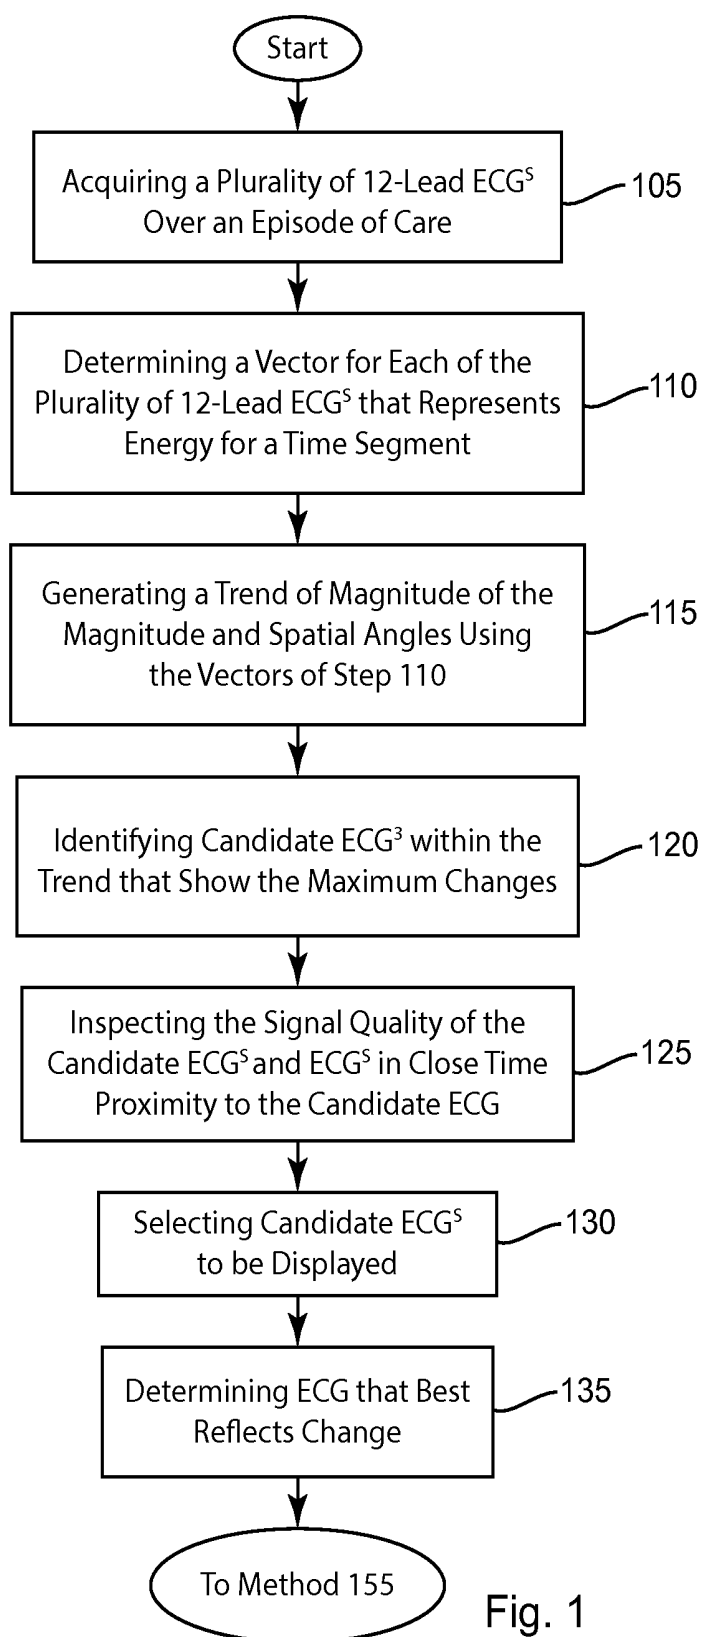 Start
Acquiring a Plurality of 12-Lead ECGˢ
Over an Episode of Care
105
Determining a Vector for Each of the
Plurality of 12-Lead ECGˢ that Represents
Energy for a Time Segment
110
Generating a Trend of Magnitude of the
Magnitude and Spatial Angles Using
the Vectors of Step 110
115
Identifying Candidate ECG³ within the
Trend that Show the Maximum Changes
120
Inspecting the Signal Quality of the
Candidate ECGˢ and ECGˢ in Close Time
Proximity to the Candidate ECG
125
Selecting Candidate ECGˢ
to be Displayed
130
Determining ECG that Best
Reflects Change
135
To Method 155
Fig. 1